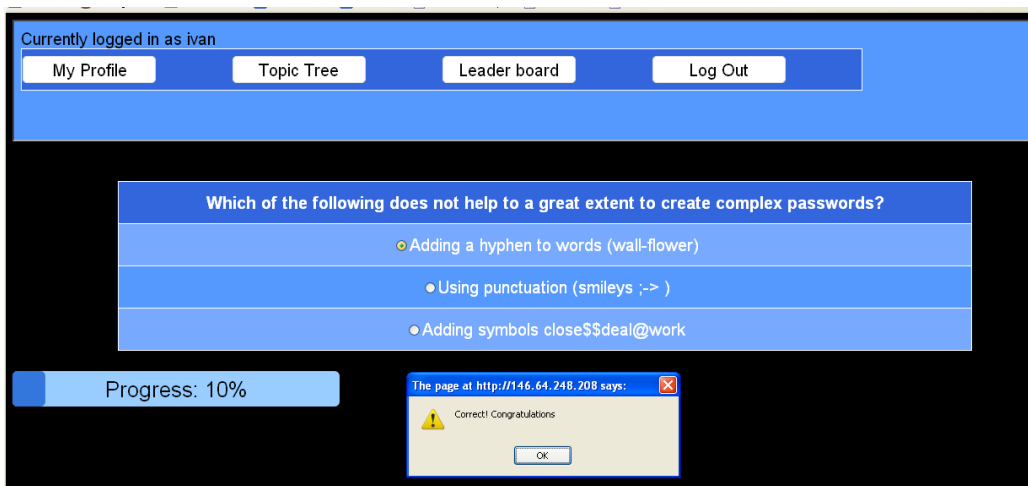 Currently logged in as ivan
My Profile Topic Tree Leader board Log Out
Which of the following does not help to a great extent to create complex passwords?
Adding a hyphen to words (wall-flower)
Using punctuation (smileys ;-> )
Adding symbols close$$deal@work
Progress: 10%
The page at http://146.64.248.208 says:
Correct! Congratulations
OK